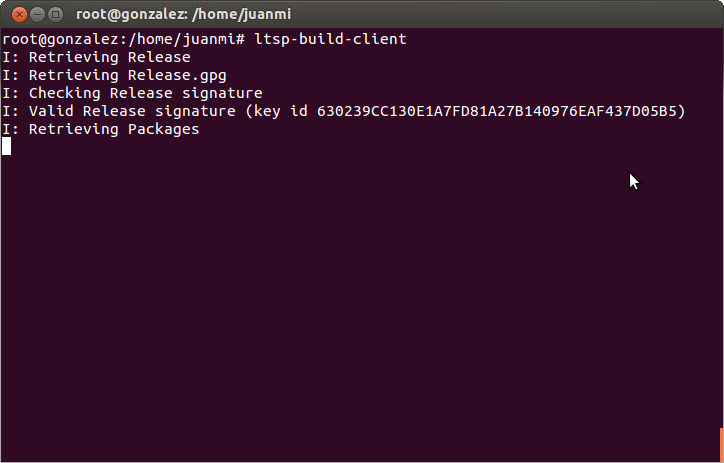 root@gonzalez: /home/juanmi
root@gonzalez:/home/juanmi# ltsp-build-client
I: Retrieving Release
I: Retrieving Release.gpg
I: Checking Release signature
I: Valid Release signature (key id 630239CC130E1A7FD81A27B140976EAF437D05B5)
I: Retrieving Packages